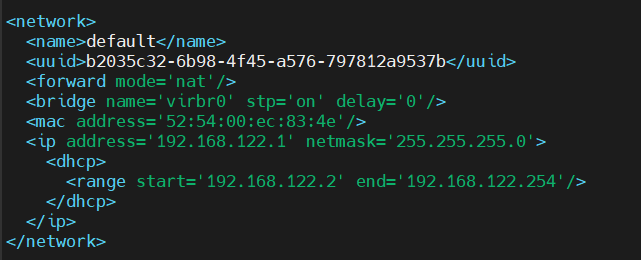 <network>
  <name>default</name>
  <uuid>b2035c32-6b98-4f45-a576-797812a9537b</uuid>
  <forward mode='nat'/>
  <bridge name='virbr0' stp='on' delay='0'/>
  <mac address='52:54:00:ec:83:4e'/>
  <ip address='192.168.122.1' netmask='255.255.255.0'>
    <dhcp>
      <range start='192.168.122.2' end='192.168.122.254'/>
    </dhcp>
  </ip>
</network>